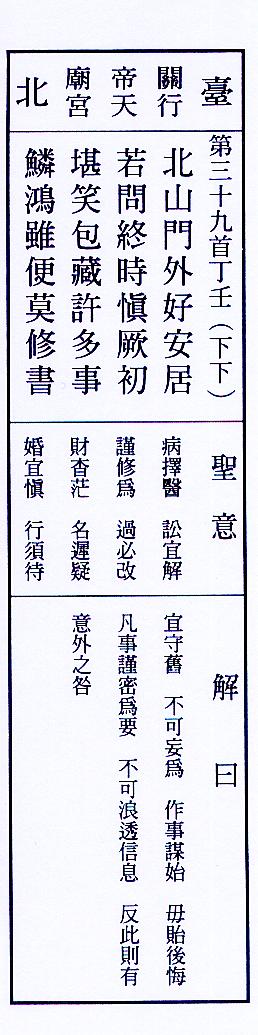 臺北
行天宮
關帝廟
第三十九首丁壬（下下）
北山門外好安居
若問終時慎厥初
堪笑包藏許多事
鱗鴻雖便莫修書
聖意
病擇醫　訟宜解
謹修為　過必改
財杳茫　名遲疑
婚宜慎　行須待
解曰
宜守舊　不可妄為　作事謀始　毋貽後悔
凡事謹密為要　不可浪透信息　反此則有
意外之咎